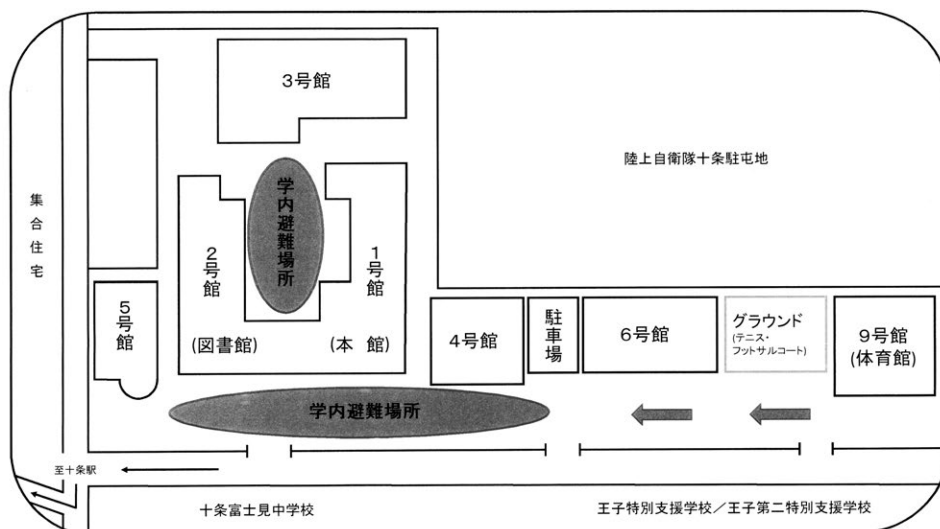 3号館
陸上自衛隊十条駐屯地
集合住宅
学内避難場所
2号館
(図書館)
1号館
(本 館)
5号館
4号館
駐車場
6号館
グラウンド
(テニス・
フットサルコート)
9号館
(体育館)
学内避難場所
至十条駅
十条富士見中学校
王子特別支援学校／王子第二特別支援学校